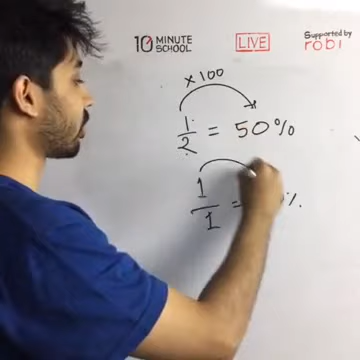 10 MINUTE
SCHOOL
LIVE
Supported by
robi
× 100
1/2 = 50%
1/1 = %